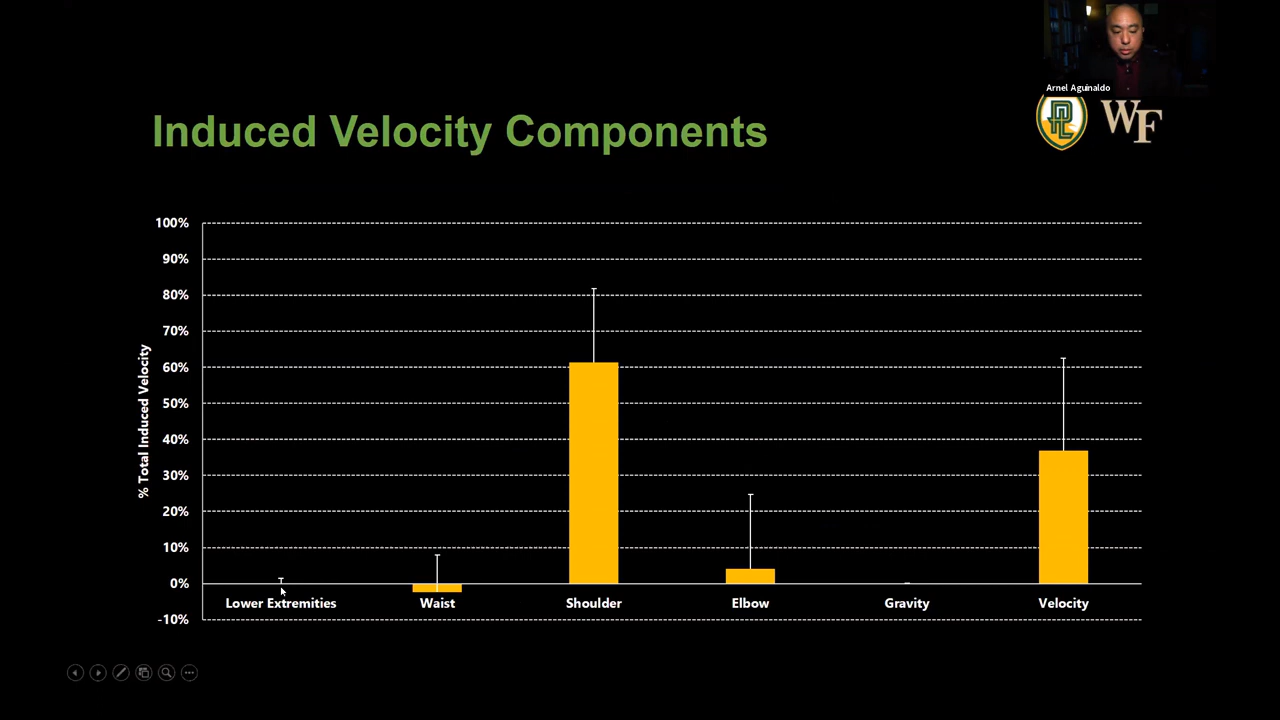 Arnel Aguinaldo
Induced Velocity Components
PL
WF
100%
90%
80%
70%
60%
50%
40%
30%
20%
10%
0%
-10%
% Total Induced Velocity
Lower Extremities
Waist
Shoulder
Elbow
Gravity
Velocity